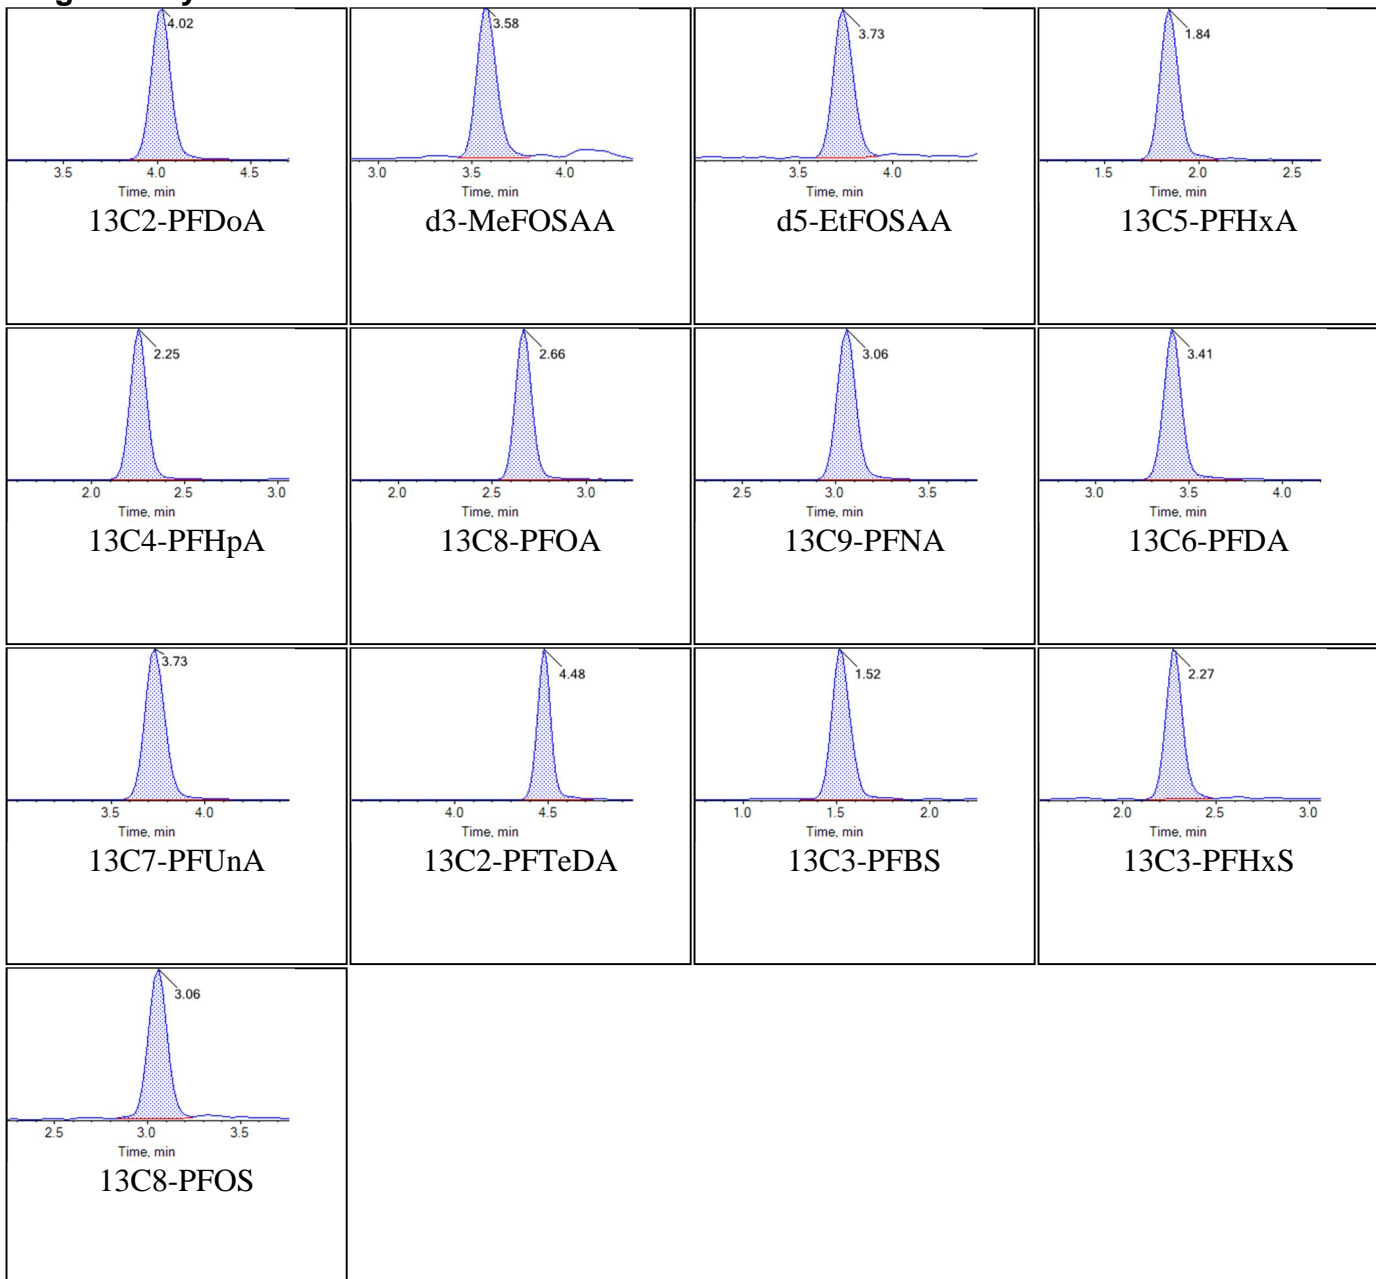 4.02
3.5 4.0 4.5
Time, min
13C2-PFDoA
3.58
3.0 3.5 4.0
Time, min
d3-MeFOSAA
3.73
3.5 4.0
Time, min
d5-EtFOSAA
1.84
1.5 2.0 2.5
Time, min
13C5-PFHxA
2.25
2.0 2.5 3.0
Time, min
13C4-PFHpA
2.66
2.0 2.5 3.0
Time, min
13C8-PFOA
3.06
2.5 3.0 3.5
Time, min
13C9-PFNA
3.41
3.0 3.5 4.0
Time, min
13C6-PFDA
3.73
3.5 4.0
Time, min
13C7-PFUnA
4.48
4.0 4.5
Time, min
13C2-PFTeDA
1.52
1.0 1.5 2.0
Time, min
13C3-PFBS
2.27
2.0 2.5 3.0
Time, min
13C3-PFHxS
3.06
2.5 3.0 3.5
Time, min
13C8-PFOS